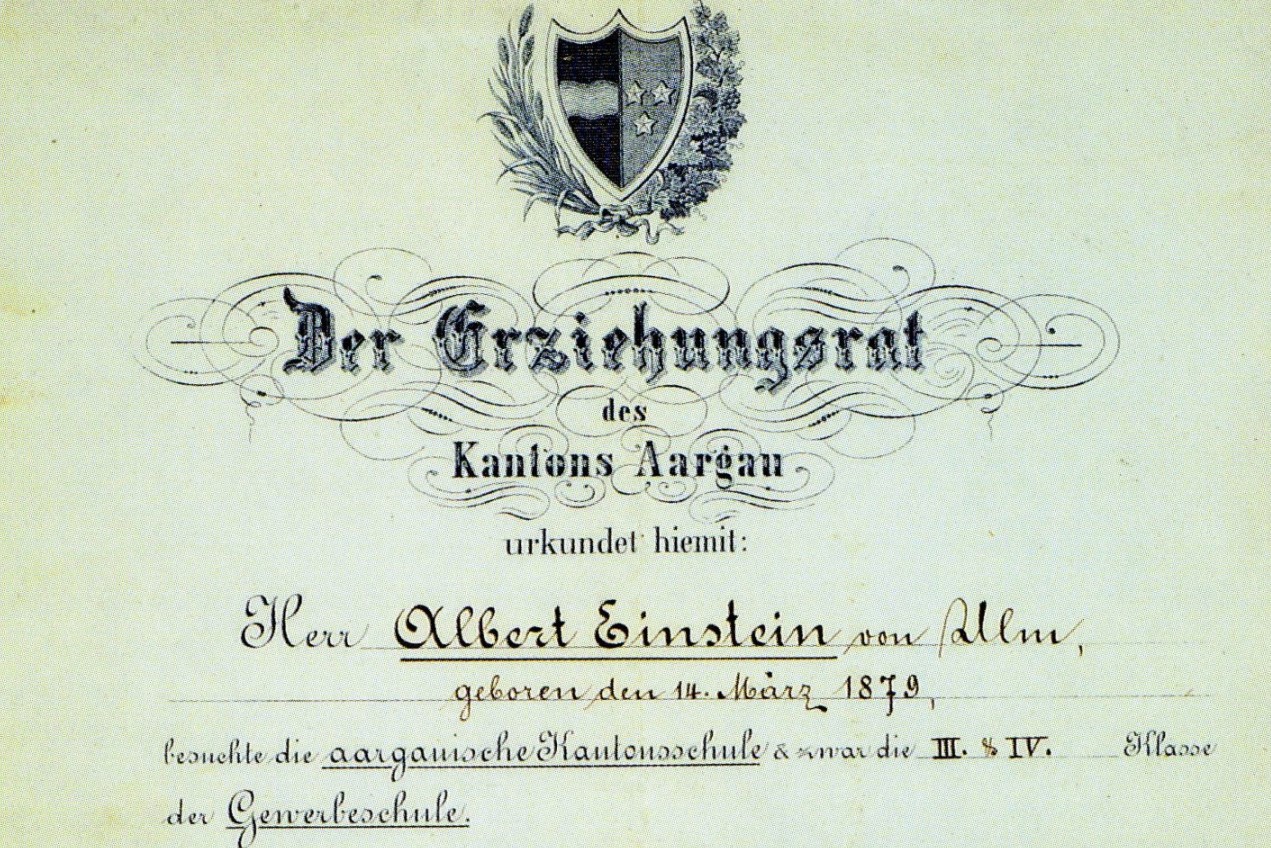 Der Erziehungsrat
des
Kantons Aargau
urkundet hiemit:
Herr Albert Einstein von Ulm,
geboren den 14. März 1879,
besuchte die aargauische Kantonsschule & zwar die III. & IV. Klasse
der Gewerbeschule.